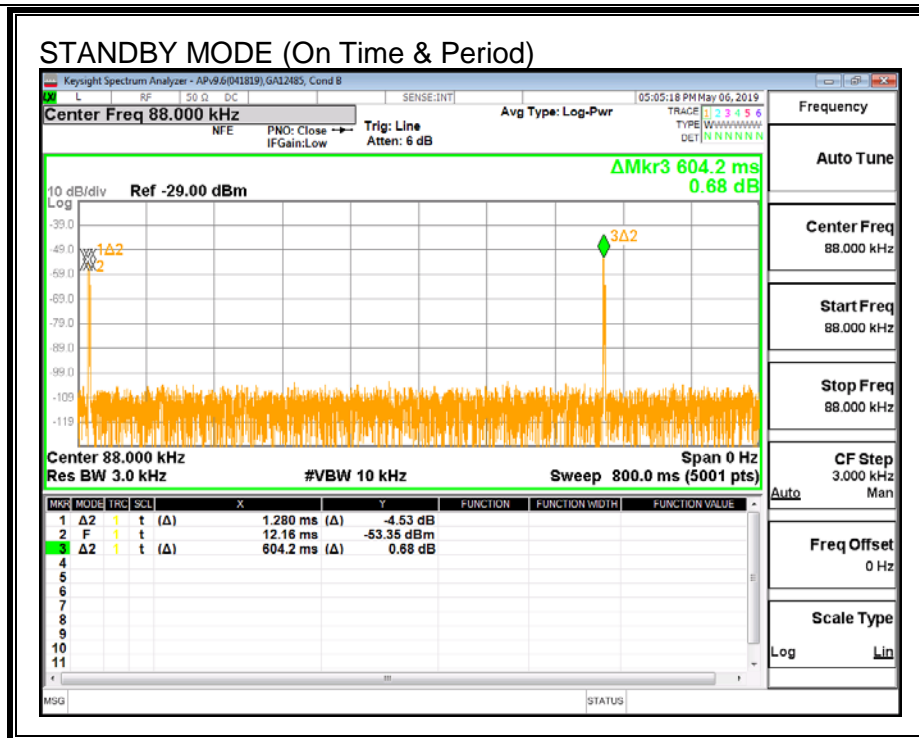 STANDBY MODE (On Time & Period)
Keysight Spectrum Analyzer - APv9.6(041819),GA12485, Cond B
L RF 50 Ω DC SENSE:INT 05:05:18 PM May 06, 2019
Center Freq 88.000 kHz Avg Type: Log-Pwr TRACE 1 2 3 4 5 6
NFE PNO: Close Trig: Line TYPE WWWWWW
IFGain:Low Atten: 6 dB DET N N N N N N
ΔMkr3 604.2 ms
10 dB/div Ref -29.00 dBm 0.68 dB
Log
-39.0
3Δ2
-49.0
1Δ2
2
-59.0
-69.0
-79.0
-89.0
-99.0
-109
-119
Center 88.000 kHz Span 0 Hz
Res BW 3.0 kHz #VBW 10 kHz Sweep 800.0 ms (5001 pts)
MKR MODE TRC SCL X Y FUNCTION FUNCTION WIDTH FUNCTION VALUE
1 Δ2 1 t (Δ) 1.280 ms (Δ) -4.53 dB
2 F 1 t 12.16 ms -53.35 dBm
3 Δ2 1 t (Δ) 604.2 ms (Δ) 0.68 dB
4
5
6
7
8
9
10
11
MSG STATUS
Frequency
Auto Tune
Center Freq
88.000 kHz
Start Freq
88.000 kHz
Stop Freq
88.000 kHz
CF Step
3.000 kHz
Auto Man
Freq Offset
0 Hz
Scale Type
Log Lin